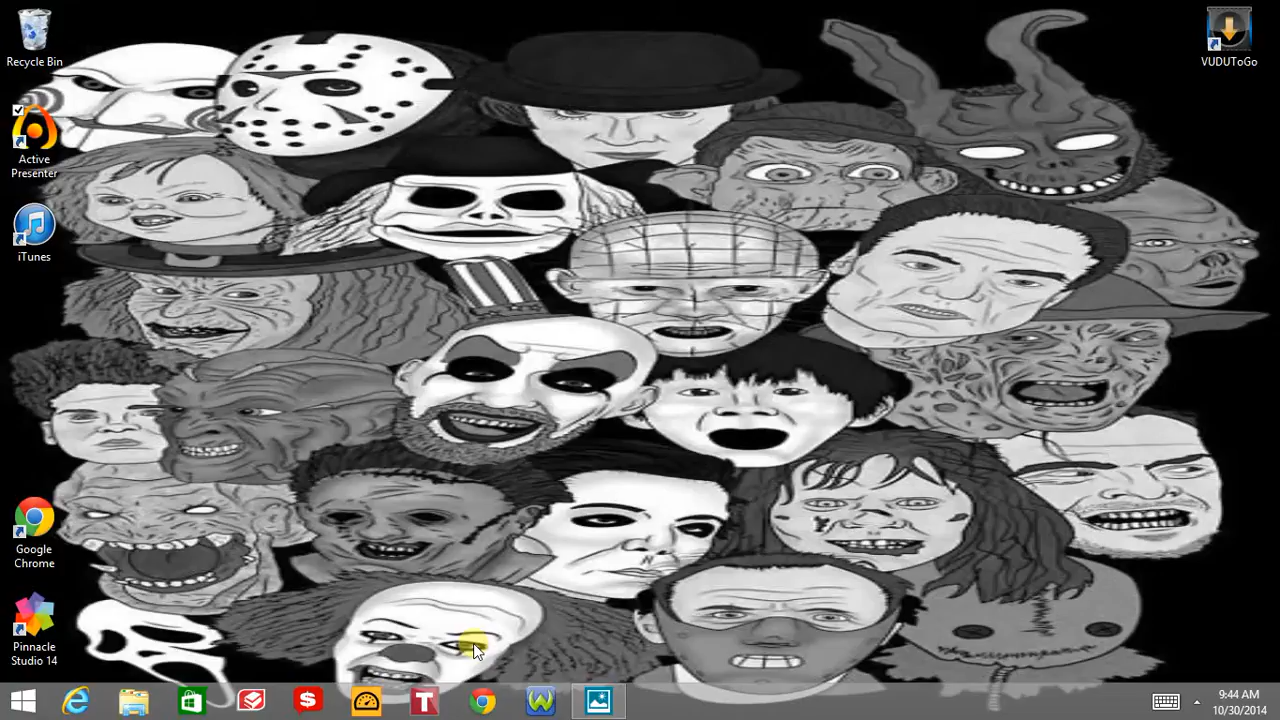 Recycle Bin
VUDUToGo
Active
Presenter
iTunes
Google
Chrome
Pinnacle
Studio 14
9:44 AM
10/30/2014